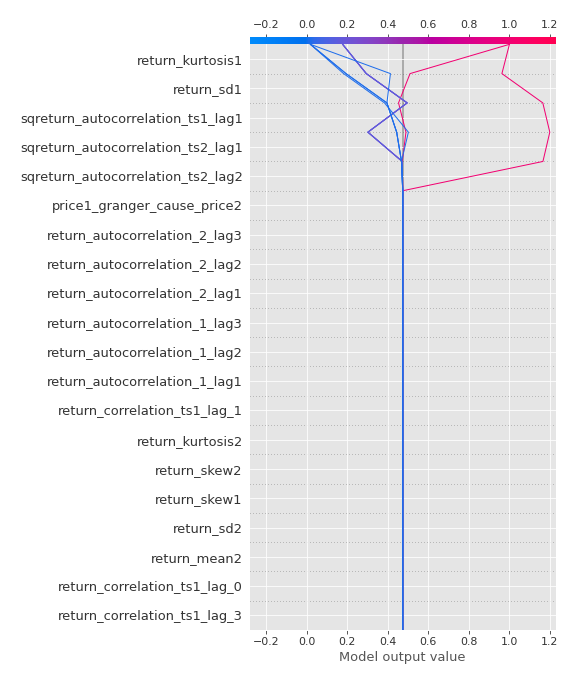 −0.2 0.0 0.2 0.4 0.6 0.8 1.0 1.2
return_kurtosis1
return_sd1
sqreturn_autocorrelation_ts1_lag1
sqreturn_autocorrelation_ts2_lag1
sqreturn_autocorrelation_ts2_lag2
price1_granger_cause_price2
return_autocorrelation_2_lag3
return_autocorrelation_2_lag2
return_autocorrelation_2_lag1
return_autocorrelation_1_lag3
return_autocorrelation_1_lag2
return_autocorrelation_1_lag1
return_correlation_ts1_lag_1
return_kurtosis2
return_skew2
return_skew1
return_sd2
return_mean2
return_correlation_ts1_lag_0
return_correlation_ts1_lag_3
−0.2 0.0 0.2 0.4 0.6 0.8 1.0 1.2
Model output value